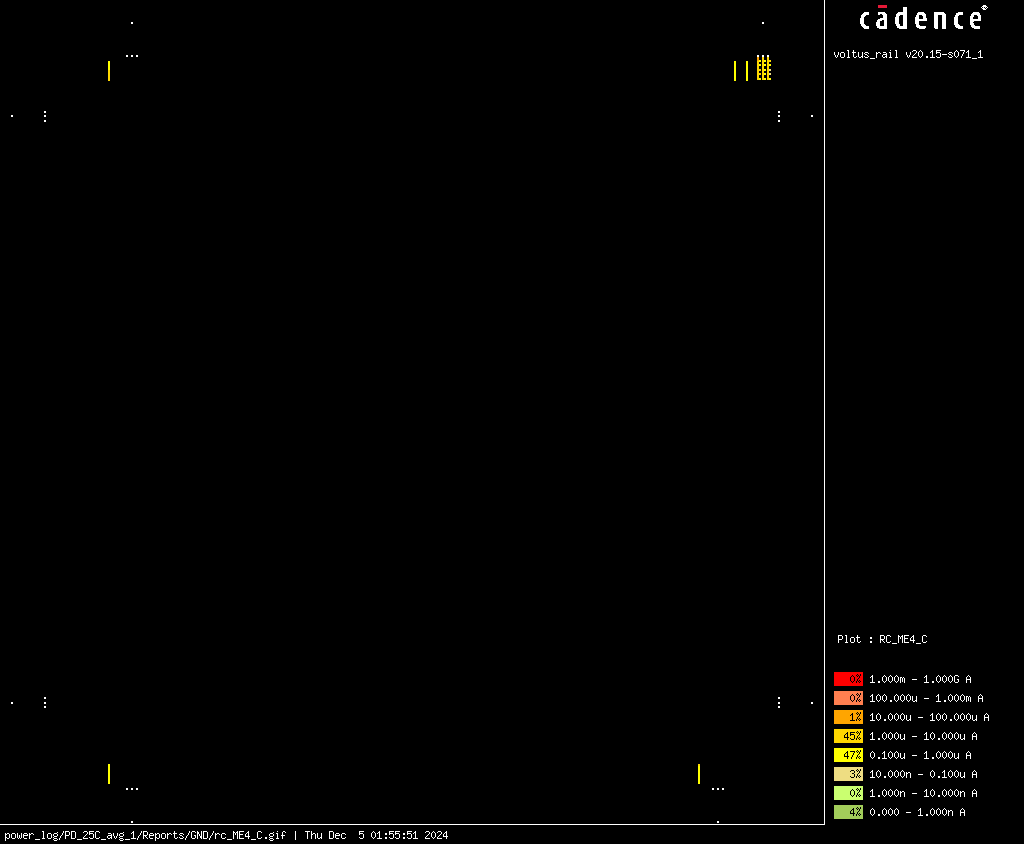 cādence®
voltus_rail v20.15-s071_1
Plot : RC_ME4_C
0% 1.000m - 1.000G A
0% 100.000u - 1.000m A
1% 10.000u - 100.000u A
45% 1.000u - 10.000u A
47% 0.100u - 1.000u A
3% 10.000n - 0.100u A
0% 1.000n - 10.000n A
4% 0.000 - 1.000n A
power_log/PD_25C_avg_1/Reports/GND/rc_ME4_C.gif | Thu Dec  5 01:55:51 2024